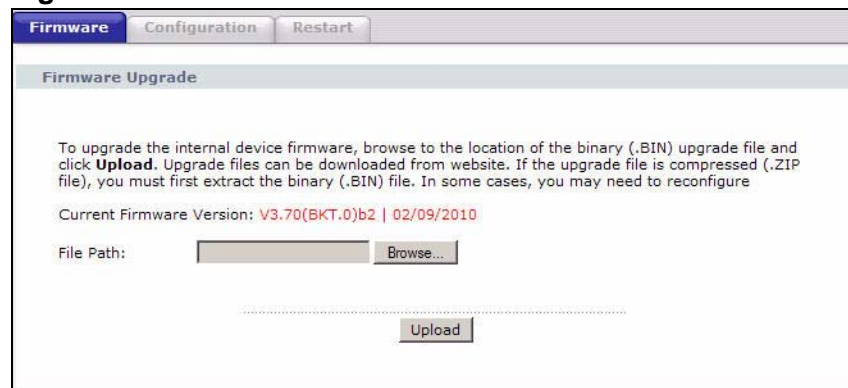 Firmware Configuration Restart
Firmware Upgrade
To upgrade the internal device firmware, browse to the location of the binary (.BIN) upgrade file and
click Upload. Upgrade files can be downloaded from website. If the upgrade file is compressed (.ZIP
file), you must first extract the binary (.BIN) file. In some cases, you may need to reconfigure
Current Firmware Version: V3.70(BKT.0)b2 | 02/09/2010
File Path: Browse...
Upload